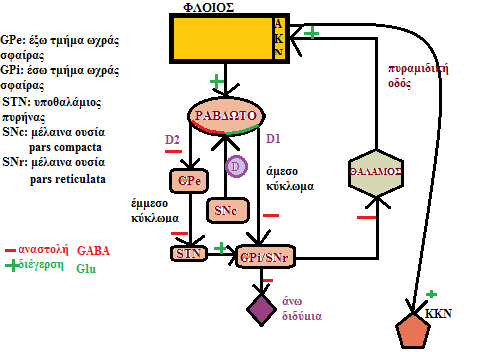 ΦΛΟΙΟΣ
Α
Κ
Ν
GPe: έξω τμήμα ωχράς
σφαίρας
GPi: έσω τμήμα ωχράς
σφαίρας
STN: υποθαλάμιος
πυρήνας
SNc: μέλαινα ουσία
pars compacta
SNr: μέλαινα ουσία
pars reticulata
πυραμιδική
οδός
ΡΑΒΔΩΤΟ
D2
D1
D
GPe
SNc
άμεσο
κύκλωμα
ΘΑΛΑΜΟΣ
έμμεσο
κύκλωμα
STN
GPi/SNr
αναστολή GABA
διέγερση Glu
άνω
διδύμια
ΚΚΝ